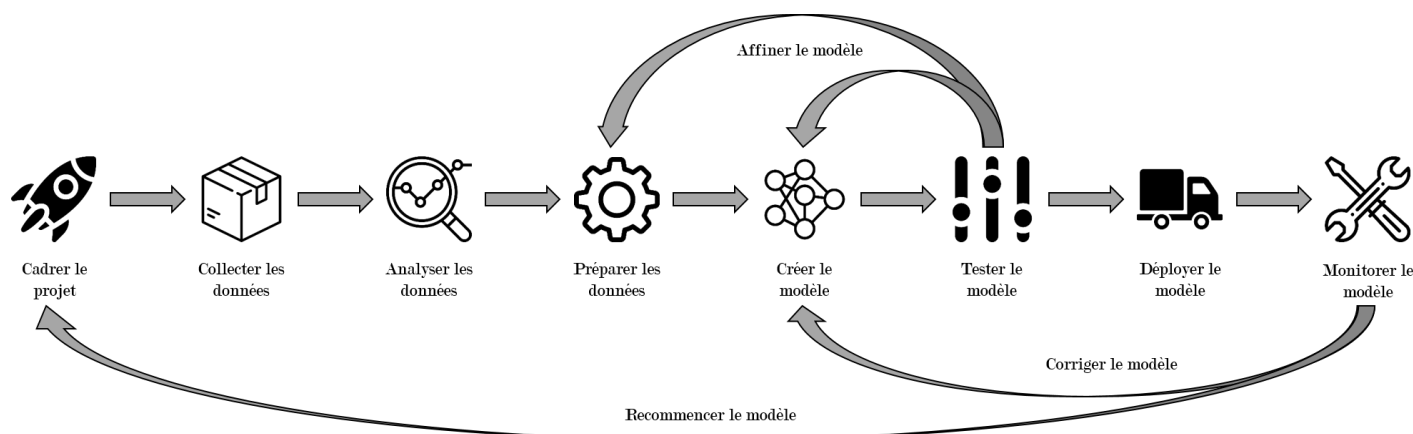 Affiner le modèle
Cadrer le
projet
Collecter les
données
Analyser les
données
Préparer les
données
Créer le
modèle
Tester le
modèle
Déployer le
modèle
Monitorer le
modèle
Corriger le modèle
Recommencer le modèle